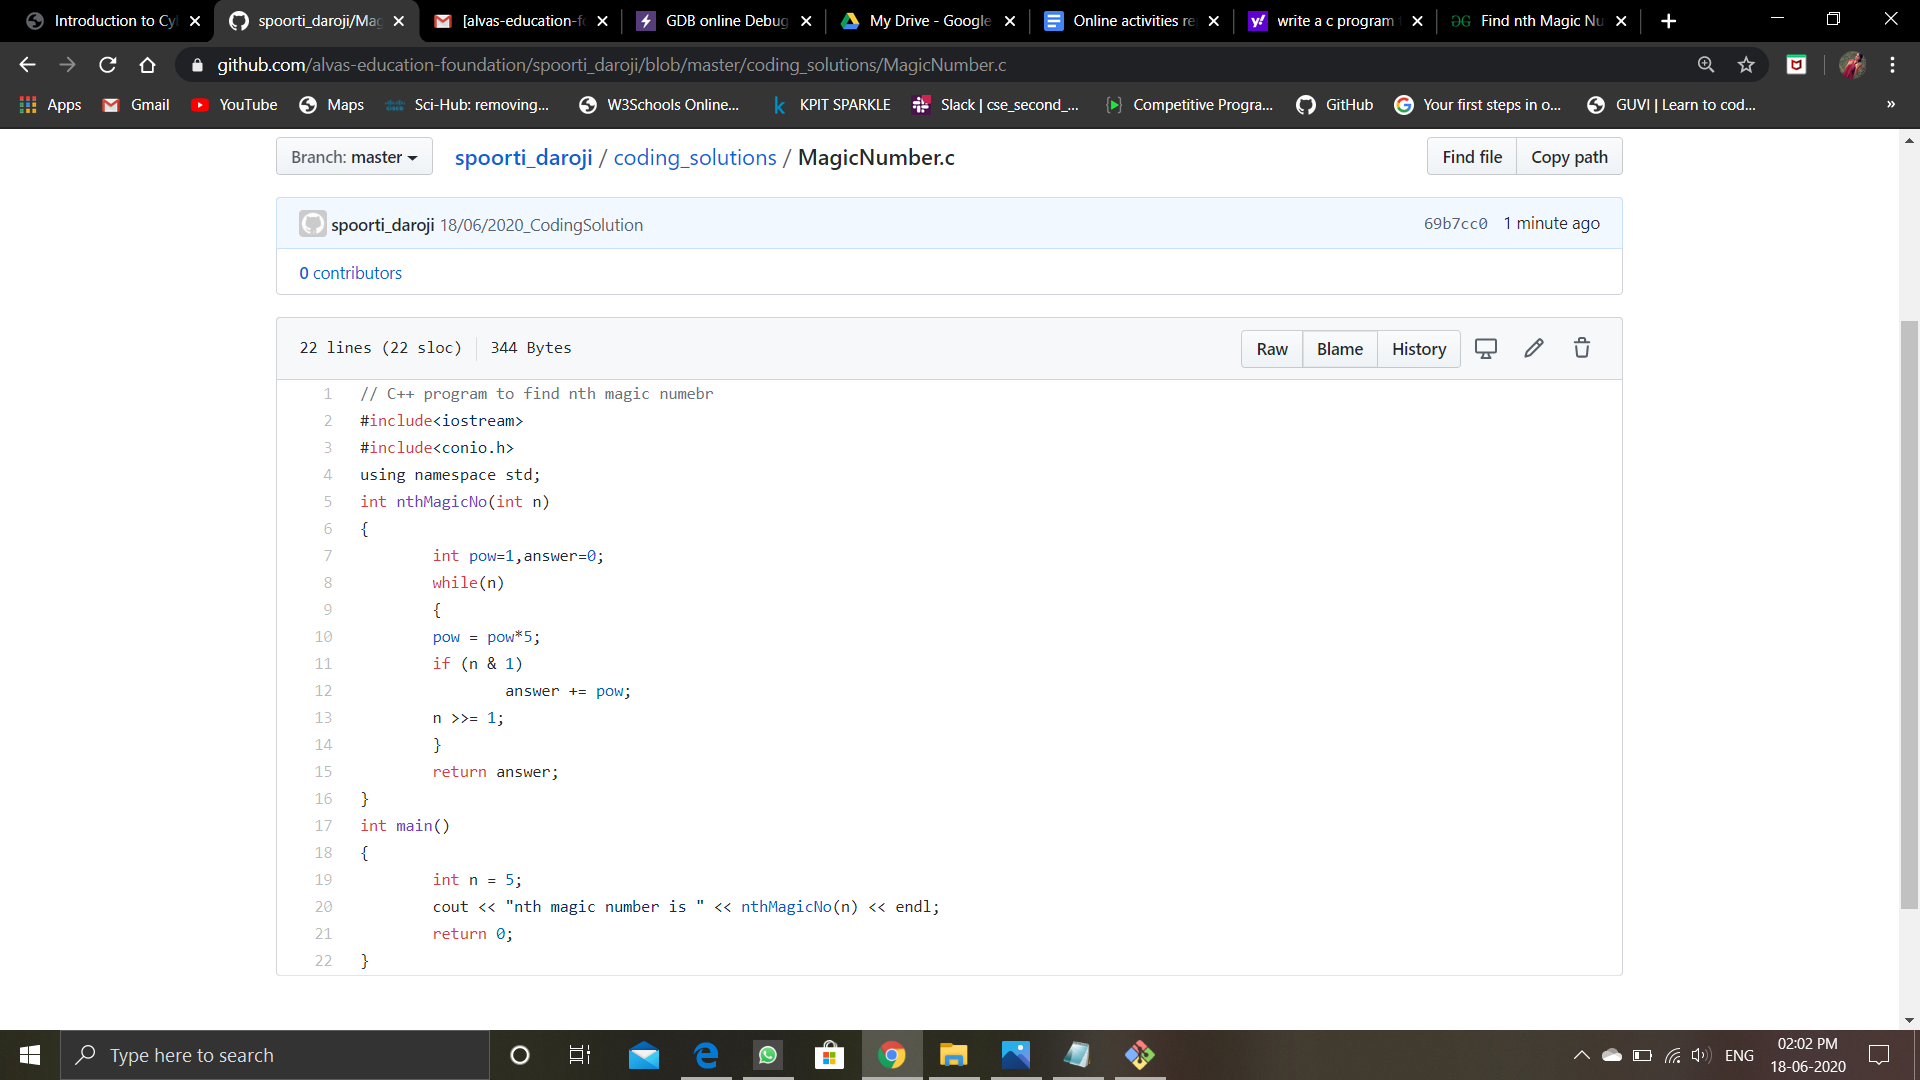 Introduction to Cy
spoorti_daroji/Mag
[alvas-education-fo
GDB online Debug
My Drive - Google
Online activities re
write a c program
Find nth Magic Nu
github.com/alvas-education-foundation/spoorti_daroji/blob/master/coding_solutions/MagicNumber.c
Apps Gmail YouTube Maps Sci-Hub: removing... W3Schools Online... KPIT SPARKLE Slack | cse_second_... Competitive Progra... GitHub Your first steps in o... GUVI | Learn to cod... »
Branch: master spoorti_daroji / coding_solutions / MagicNumber.c Find file Copy path
spoorti_daroji 18/06/2020_CodingSolution 69b7cc0 1 minute ago
0 contributors
22 lines (22 sloc) 344 Bytes Raw Blame History
1 // C++ program to find nth magic numebr
2 #include<iostream>
3 #include<conio.h>
4 using namespace std;
5 int nthMagicNo(int n)
6 {
7 int pow=1,answer=0;
8 while(n)
9 {
10 pow = pow*5;
11 if (n & 1)
12 answer += pow;
13 n >>= 1;
14 }
15 return answer;
16 }
17 int main()
18 {
19 int n = 5;
20 cout << "nth magic number is " << nthMagicNo(n) << endl;
21 return 0;
22 }
Type here to search
ENG
02:02 PM
18-06-2020